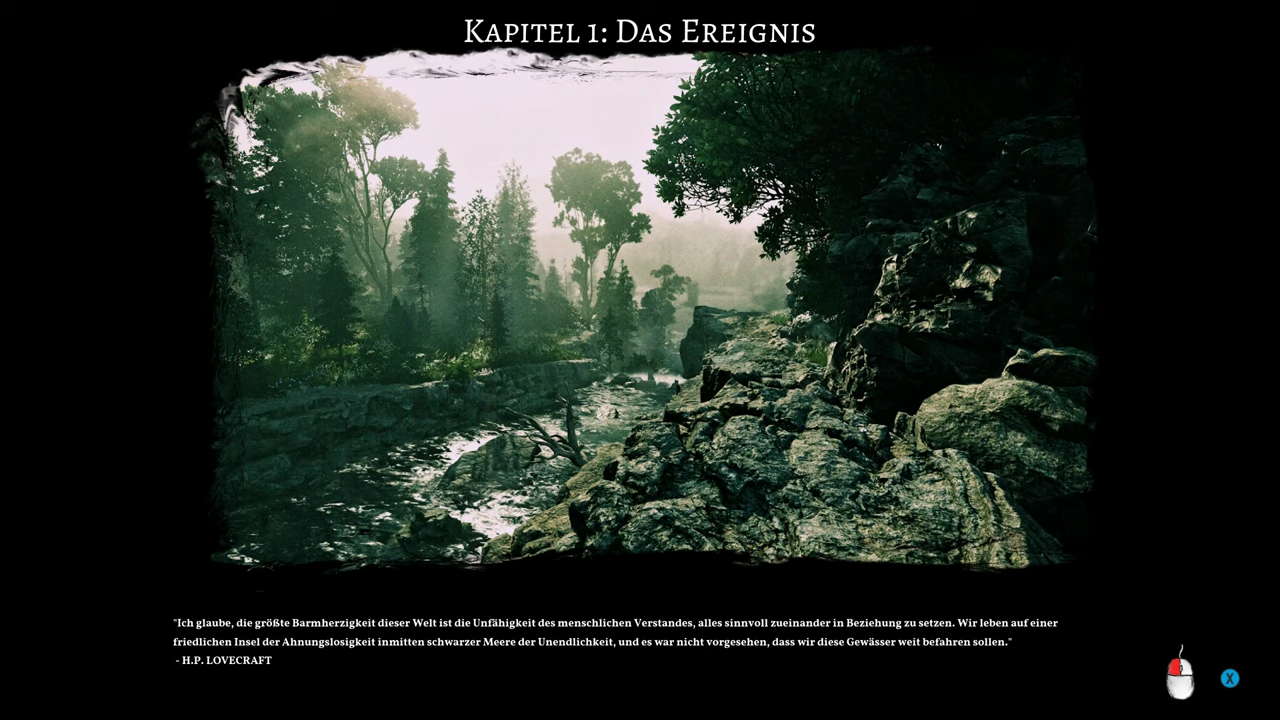 Kapitel 1: Das Ereignis
"Ich glaube, die größte Barmherzigkeit dieser Welt ist die Unfähigkeit des menschlichen Verstandes, alles sinnvoll zueinander in Beziehung zu setzen. Wir leben auf einer
friedlichen Insel der Ahnungslosigkeit inmitten schwarzer Meere der Unendlichkeit, und es war nicht vorgesehen, dass wir diese Gewässer weit befahren sollen."
- H.P. LOVECRAFT
X